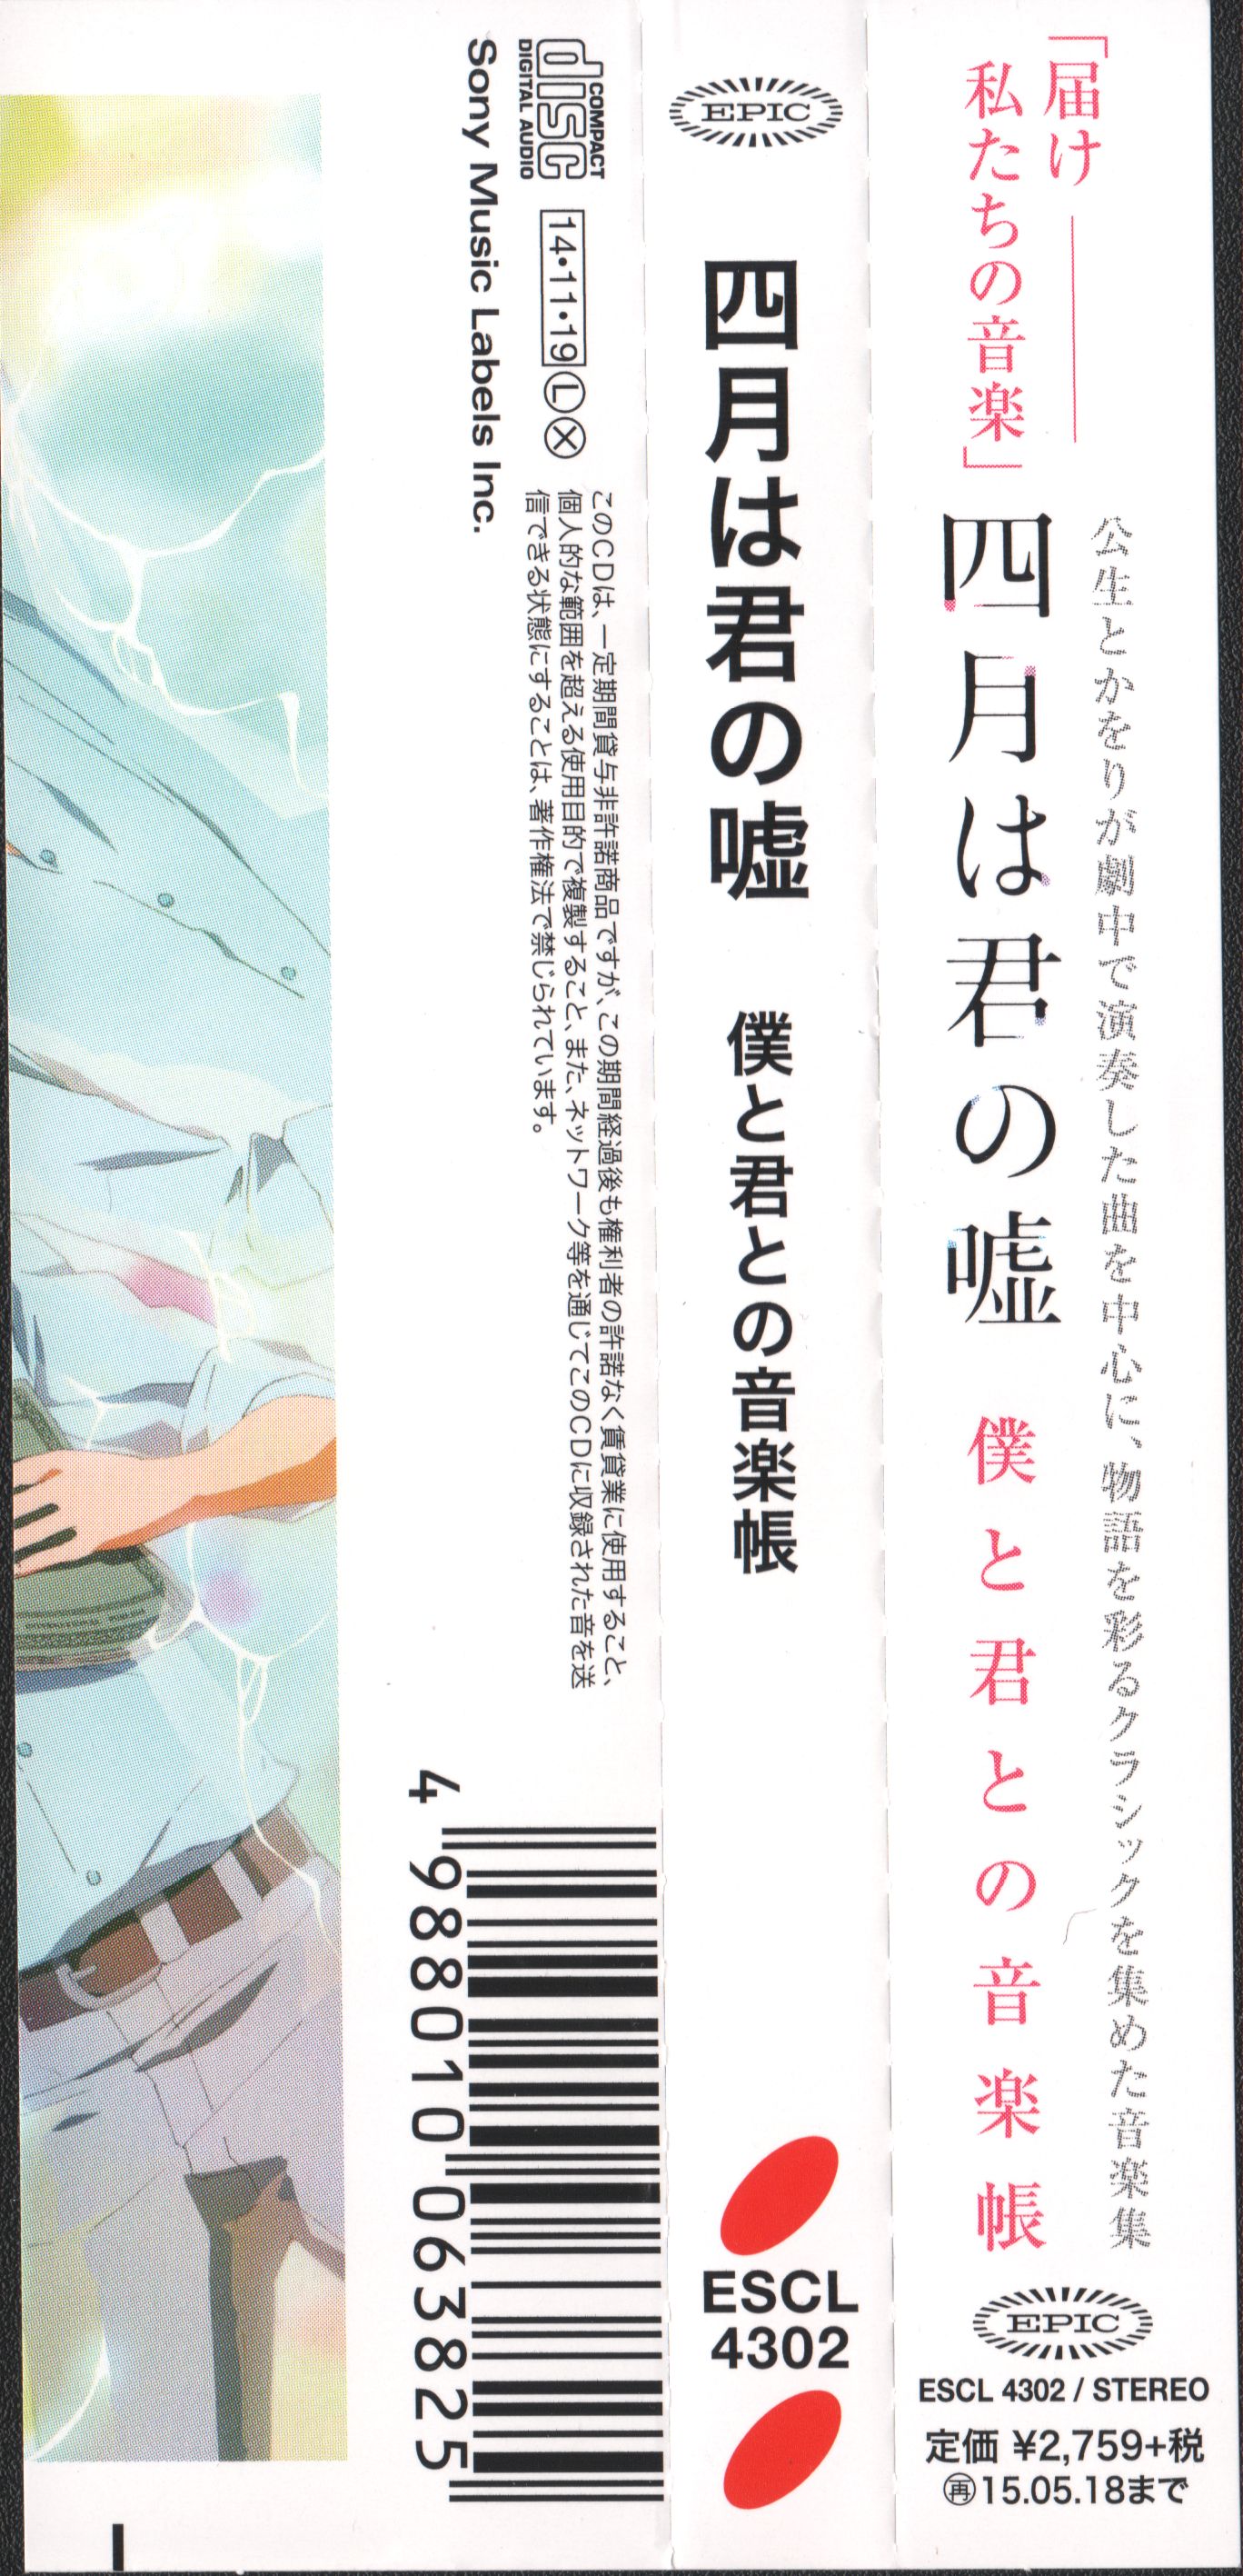 「届け――
私たちの音楽」
公生とかをりが劇中で演奏した曲を中心に、物語を彩るクラシックを集めた音楽集
四月は君の嘘
僕と君との音楽帳
EPIC
ESCL 4302 / STEREO
定価 ¥2,759+税
再15.05.18まで
EPIC
四月は君の嘘 僕と君との音楽帳
ESCL
4302
COMPACT
disc
DIGITAL AUDIO
14・11・19 L X
このCDは、一定期間貸与非許諾商品ですが、この期間経過後も権利者の許諾なく賃貸業に使用すること、
個人的な範囲を超える使用目的で複製すること、また、ネットワーク等を通じてこのCDに収録された音を送
信できる状態にすることは、著作権法で禁じられています。
Sony Music Labels Inc.
4 988010 063825